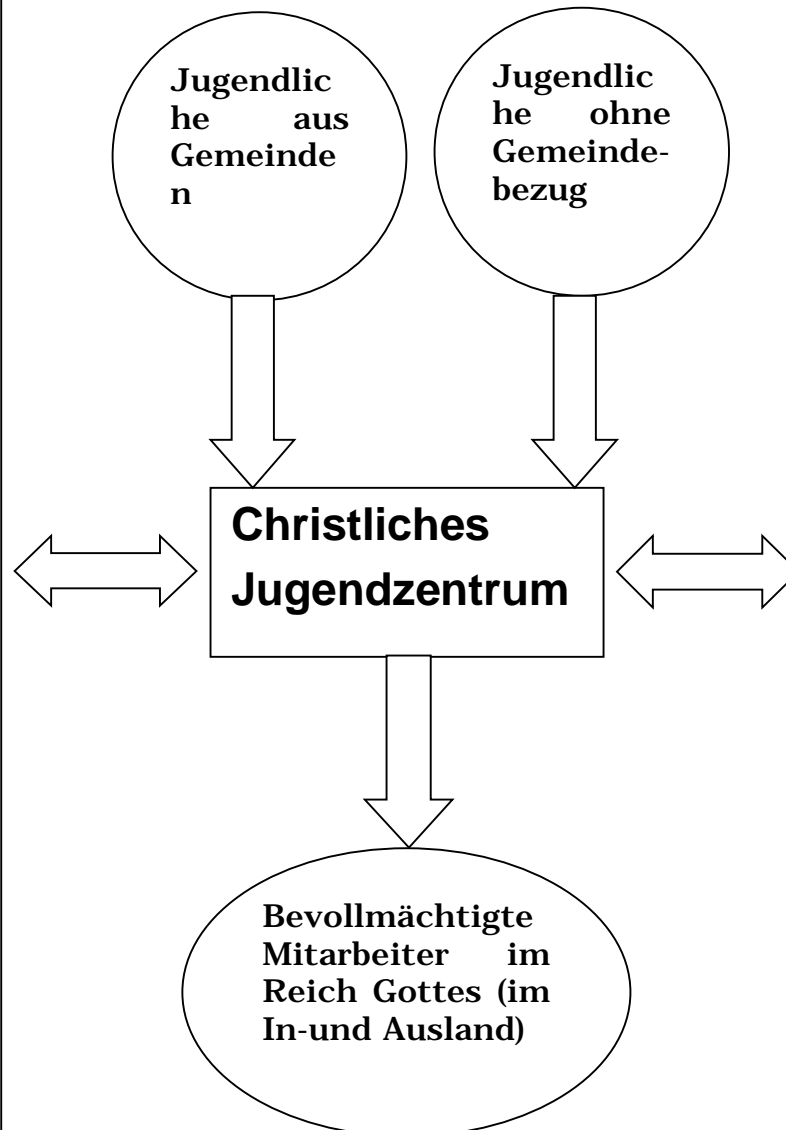 Jugendlic
he aus
Gemeinde
n
Jugendlic
he ohne
Gemeinde-
bezug
Christliches
Jugendzentrum
Bevollmächtigte
Mitarbeiter im
Reich Gottes (im
In-und Ausland)